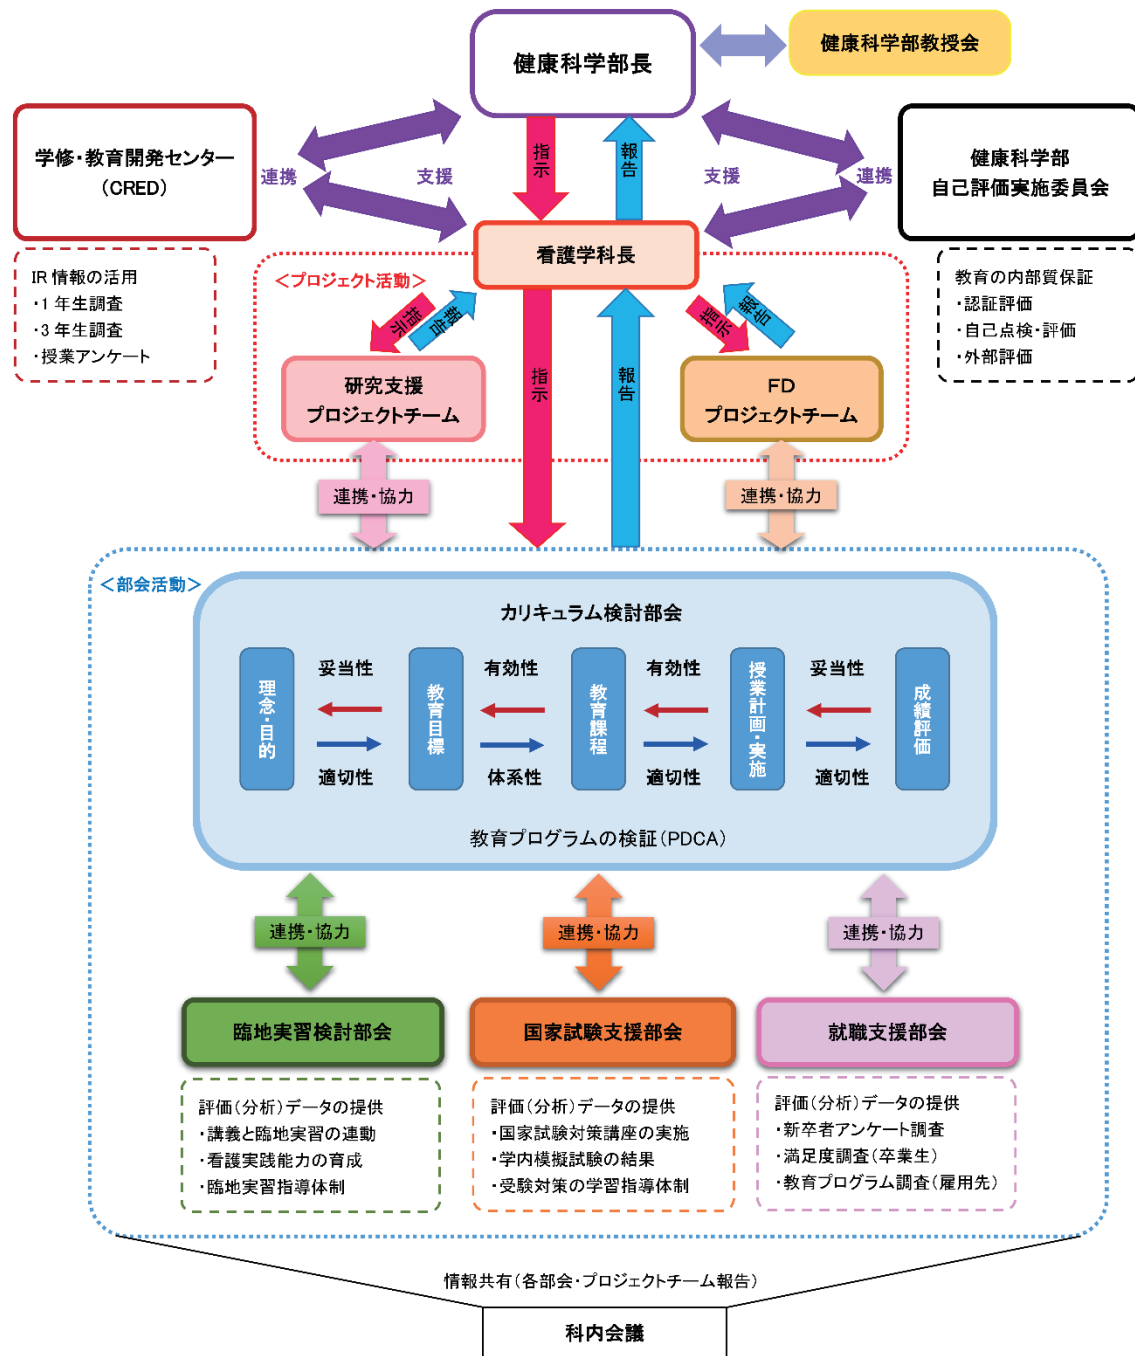 健康科学部長
健康科学部教授会
学修・教育開発センター
（CRED）
連携
支援
指示
報告
支援
連携
健康科学部
自己評価実施委員会
看護学科長
IR 情報の活用
・1 年生調査
・3 年生調査
・授業アンケート
＜プロジェクト活動＞
指示
報告
指示
報告
指示
報告
教育の内部質保証
・認証評価
・自己点検・評価
・外部評価
研究支援
プロジェクトチーム
FD
プロジェクトチーム
連携・協力
連携・協力
＜部会活動＞
カリキュラム検討部会
理念・目的
妥当性
適切性
教育目標
有効性
体系性
教育課程
有効性
適切性
授業計画・実施
妥当性
適切性
成績評価
教育プログラムの検証（PDCA）
連携・協力
連携・協力
連携・協力
臨地実習検討部会
国家試験支援部会
就職支援部会
評価（分析）データの提供
・講義と臨地実習の連動
・看護実践能力の育成
・臨地実習指導体制
評価（分析）データの提供
・国家試験対策講座の実施
・学内模擬試験の結果
・受験対策の学習指導体制
評価（分析）データの提供
・新卒者アンケート調査
・満足度調査（卒業生）
・教育プログラム調査（雇用先）
情報共有（各部会・プロジェクトチーム報告）
科内会議